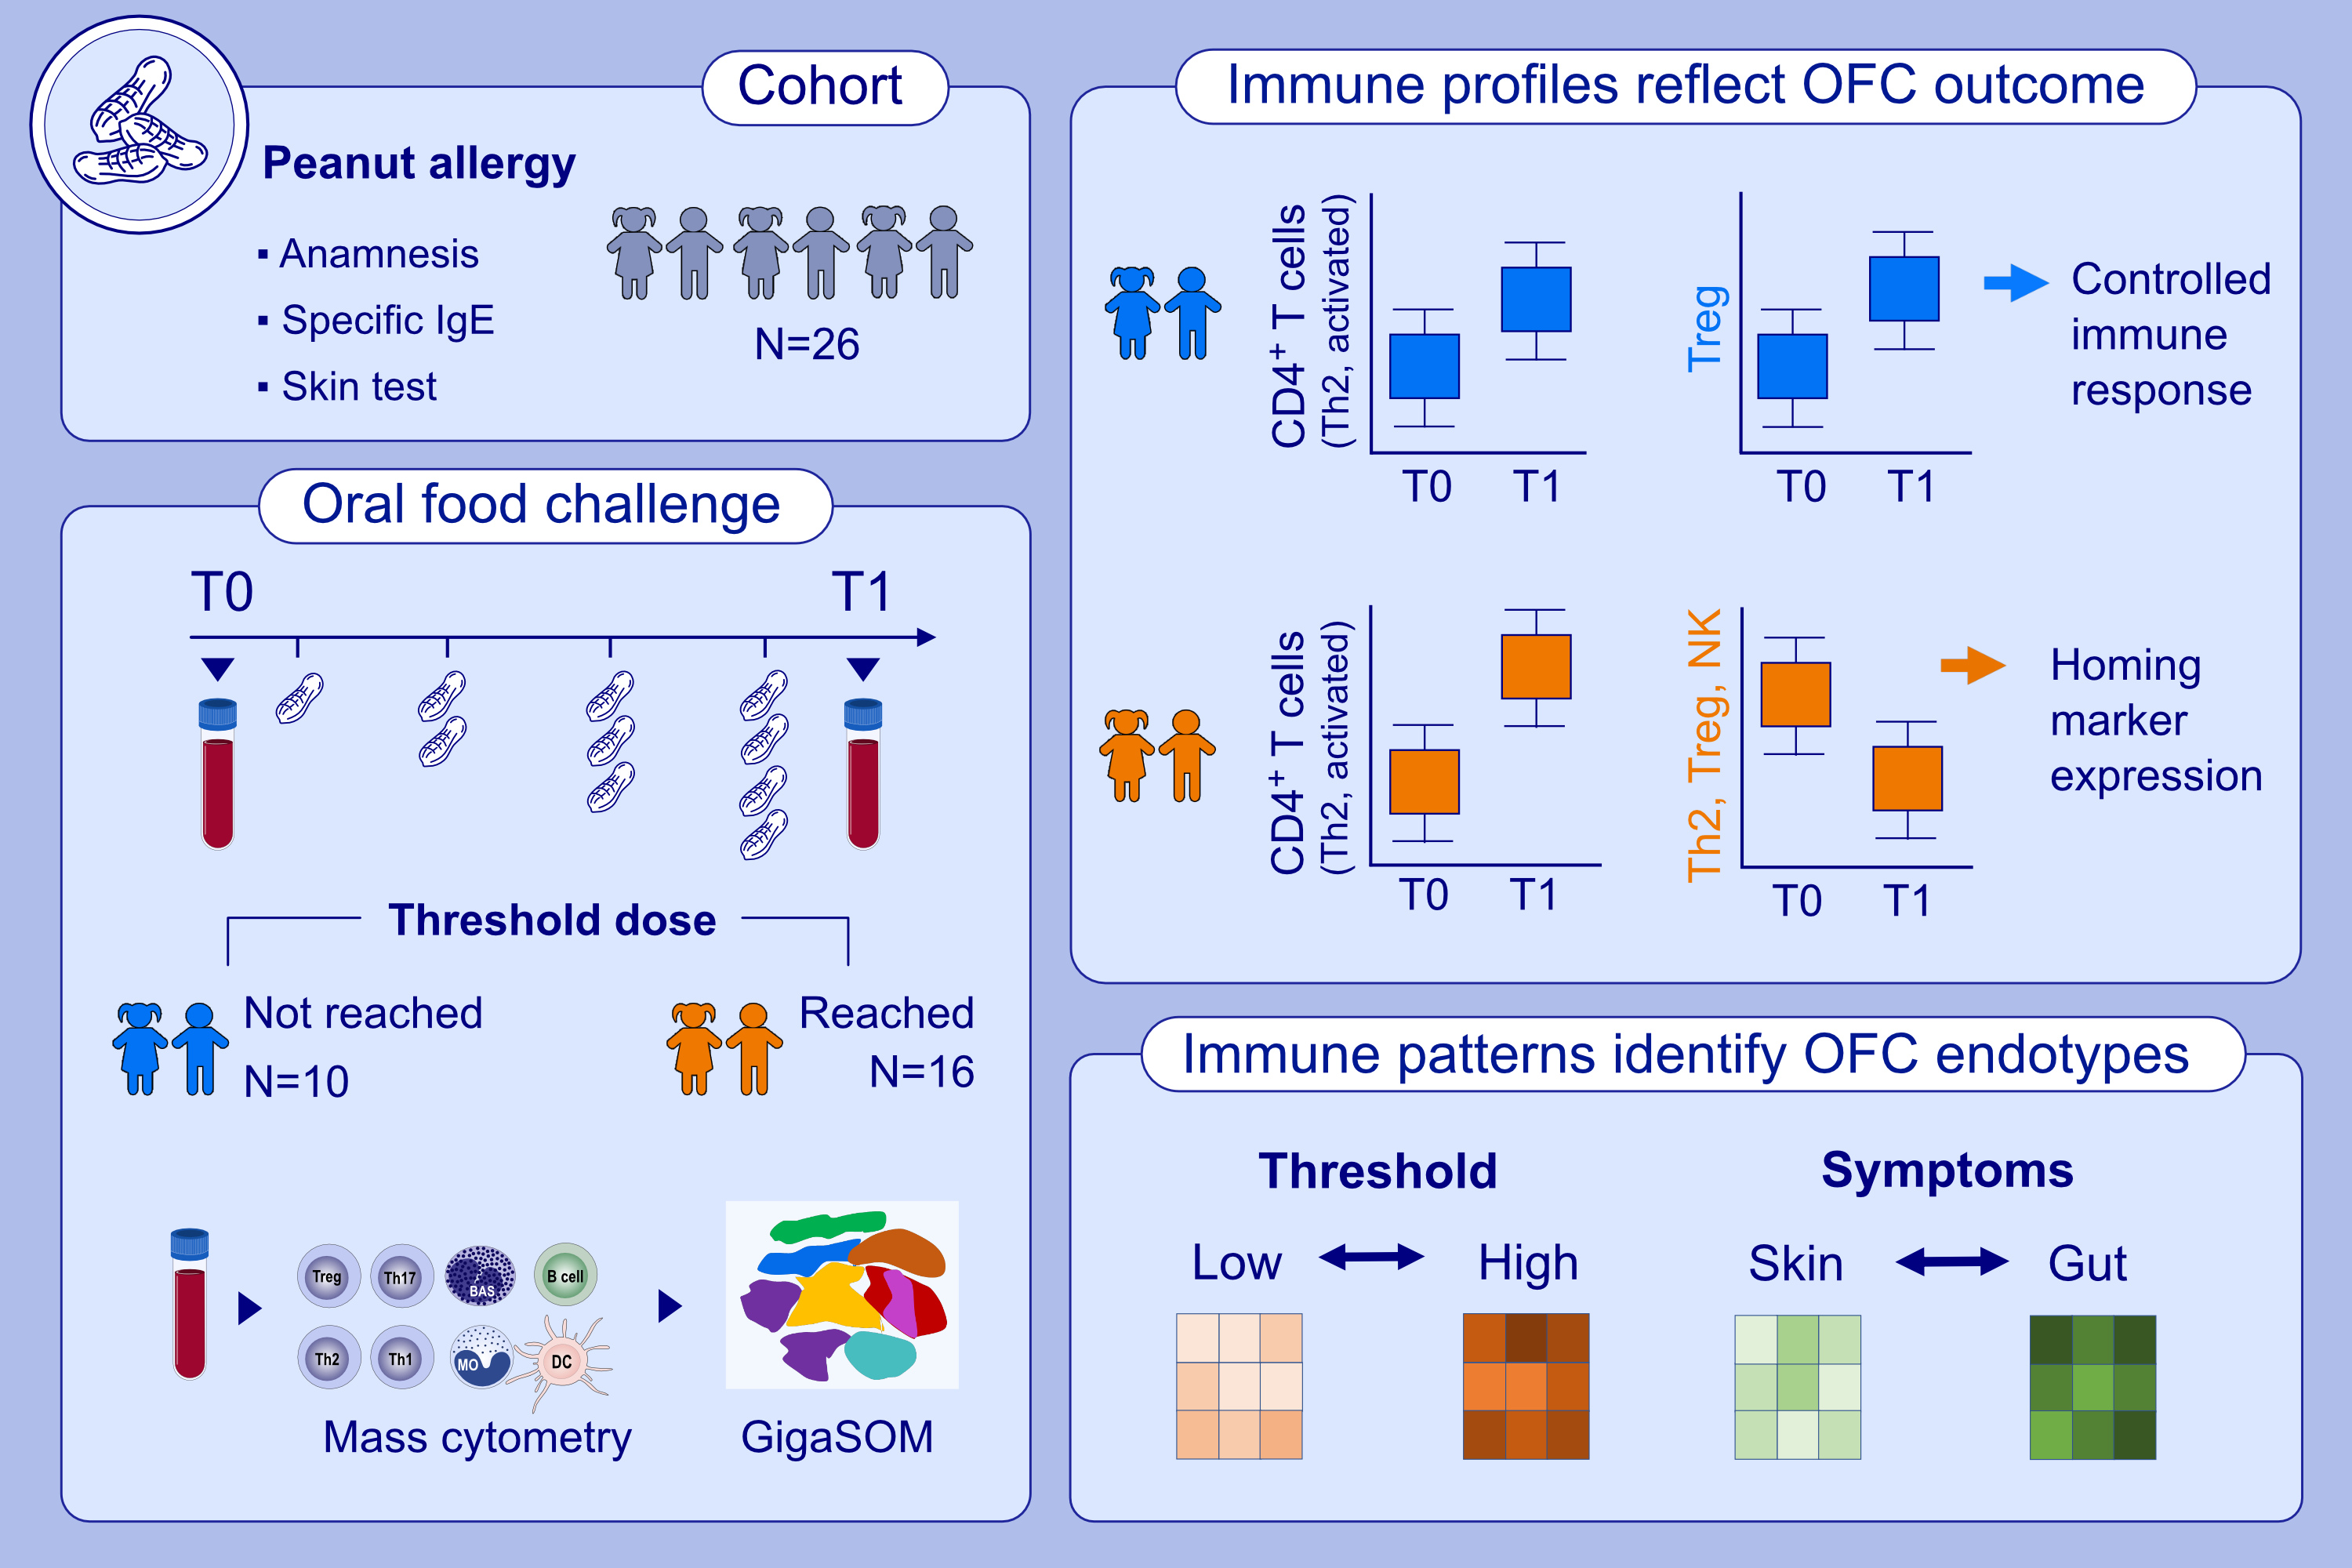 Cohort
Peanut allergy
▪ Anamnesis
▪ Specific IgE
▪ Skin test
N=26
Oral food challenge
T0
T1
Threshold dose
Not reached
N=10
Reached
N=16
Treg
Th17
BAS
B cell
Th2
Th1
MO
DC
Mass cytometry
GigaSOM
Immune profiles reflect OFC outcome
CD4⁺ T cells
(Th2, activated)
T0
T1
Treg
T0
T1
Controlled
immune
response
CD4⁺ T cells
(Th2, activated)
T0
T1
Th2, Treg, NK
T0
T1
Homing
marker
expression
Immune patterns identify OFC endotypes
Threshold
Low
High
Symptoms
Skin
Gut